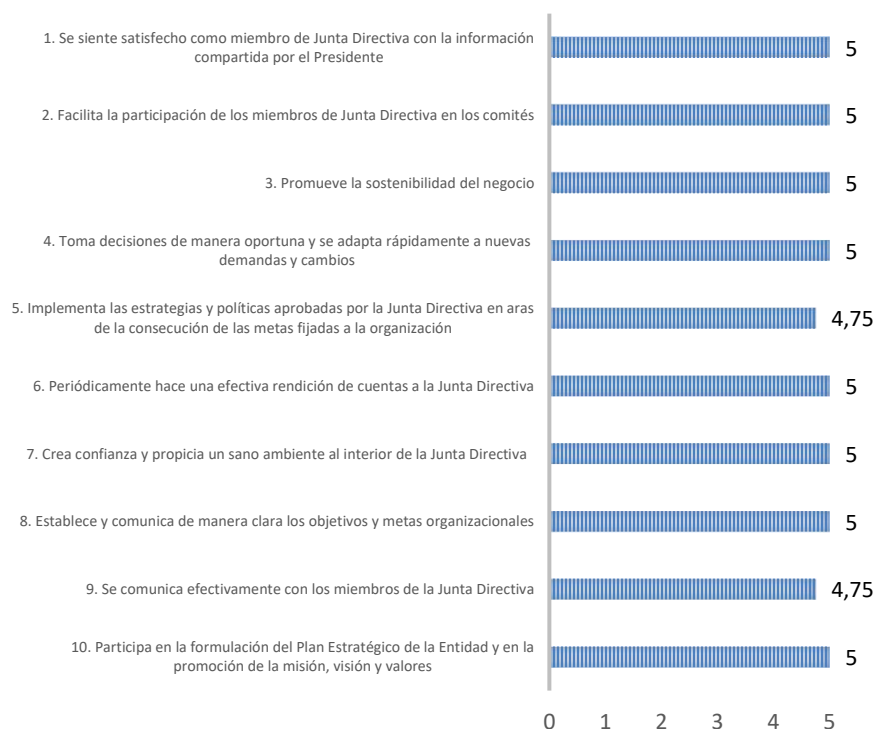 1. Se siente satisfecho como miembro de Junta Directiva con la información
compartida por el Presidente
5
2. Facilita la participación de los miembros de Junta Directiva en los comités
5
3. Promueve la sostenibilidad del negocio
5
4. Toma decisiones de manera oportuna y se adapta rápidamente a nuevas
demandas y cambios
5
5. Implementa las estrategias y políticas aprobadas por la Junta Directiva en aras
de la consecución de las metas fijadas a la organización
4,75
6. Periódicamente hace una efectiva rendición de cuentas a la Junta Directiva
5
7. Crea confianza y propicia un sano ambiente al interior de la Junta Directiva
5
8. Establece y comunica de manera clara los objetivos y metas organizacionales
5
9. Se comunica efectivamente con los miembros de la Junta Directiva
4,75
10. Participa en la formulación del Plan Estratégico de la Entidad y en la
promoción de la misión, visión y valores
5
0 1 2 3 4 5